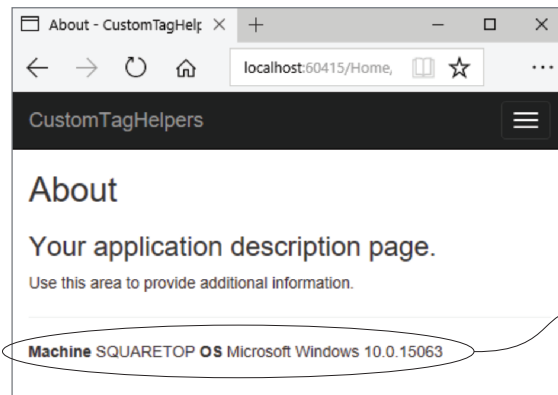 About - CustomTagHelp
localhost:60415/Home,
CustomTagHelpers
About
Your application description page.
Use this area to provide additional information.
Machine SQUARETOP OS Microsoft Windows 10.0.15063